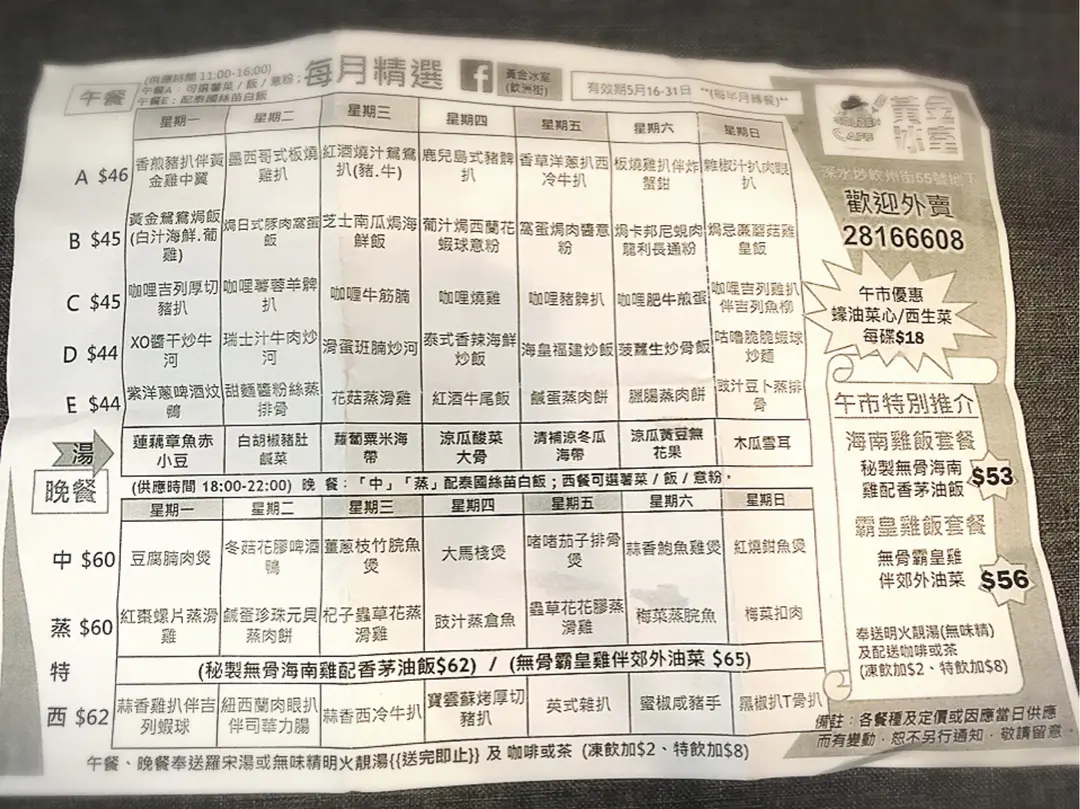 午餐
(供應時間 11:00-16:00)
午餐A：可選薯菜 / 飯 / 意粉；
午餐E：配泰國絲苗白飯
每月精選
f
黃金冰室
(欽洲街)
有效期5月16-31日 **(每半月轉餐)**
星期一 星期二 星期三 星期四 星期五 星期六 星期日
A $46
香煎豬扒伴黃
金雞中翼
墨西哥式板燒
雞扒
紅酒燒汁鴛鴦
扒(豬.牛)
鹿兒島式豬髀
扒
香草洋蔥扒西
冷牛扒
板燒雞扒伴炸
蟹鉗
雜椒汁扒肉眼
扒
B $45
黃金鴛鴦焗飯
(白汁海鮮.葡
雞)
焗日式豚肉窩蛋
飯
芝士南瓜焗海
鮮飯
葡汁焗西蘭花
蝦球意粉
窩蛋焗肉醬意
粉
焗卡邦尼蜆肉
龍利長通粉
焗忌廉蘑菇雞
皇飯
C $45
咖哩吉列厚切
豬扒
咖哩薯蓉羊髀
扒
咖喱牛筋腩
咖哩燒雞
咖哩豬髀扒
咖哩肥牛煎蛋
咖哩吉列雞扒
伴吉列魚柳
D $44
XO醬干炒牛
河
瑞士汁牛肉炒
河
滑蛋班腩炒河
泰式香辣海鮮
炒飯
海皇福建炒飯
菠蘿生炒骨飯
咕嚕脆脆蝦球
炒麵
E $44
紫洋蔥啤酒炆
鴨
甜麵醬粉絲蒸
排骨
花菇蒸滑雞
紅酒牛尾飯
鹹蛋蒸肉餅
臘腸蒸肉餅
豉汁豆卜蒸排
骨
湯
蓮藕章魚赤
小豆
白胡椒豬肚
鹹菜
蘿蔔粟米海
帶
涼瓜酸菜
大骨
清補涼冬瓜
海帶
涼瓜黃豆無
花果
木瓜雪耳
晚餐
(供應時間 18:00-22:00) 晚 餐：「中」「蒸」配泰國絲苗白飯；西餐可選薯菜 / 飯 / 意粉。
星期一 星期二 星期三 星期四 星期五 星期六 星期日
中 $60
豆腐腩肉煲
冬菇花膠啤酒
鴨
薑蔥枝竹脘魚
煲
大馬棧煲
啫啫茄子排骨
煲
蒜香鮑魚雞煲
紅燒鉗魚煲
蒸 $60
紅棗螺片蒸滑
雞
鹹蛋珍珠元貝
蒸肉餅
杞子蟲草花蒸
滑雞
豉汁蒸倉魚
蟲草花花膠蒸
滑雞
梅菜蒸脘魚
梅菜扣肉
特
(秘製無骨海南雞配香茅油飯$62) / (無骨霸皇雞伴郊外油菜 $65)
西 $62
蒜香雞扒伴吉
列蝦球
紐西蘭肉眼扒
伴司華力腸
蒜香西冷牛扒
寶雲蘇烤厚切
豬扒
英式雜扒
蜜椒咸豬手
黑椒扒T骨扒
午餐、晚餐奉送羅宋湯或無味精明火靚湯{{送完即止}} 及 咖啡或茶 (凍飲加$2、特飲加$8)
GOLDEN
CAFE
黃金
冰室
深水埗欽州街55號地下
歡迎外賣
28166608
午市優惠
蠔油菜心/西生菜
每碟$18
午市特別推介
海南雞飯套餐
秘製無骨海南
雞配香茅油飯
$53
霸皇雞飯套餐
無骨霸皇雞
伴郊外油菜
$56
奉送明火靚湯(無味精)
及配送咖啡或茶
(凍飲加$2、特飲加$8)
備註：各餐種及定價或因應當日供應
而有變動，恕不另行通知，敬請留意